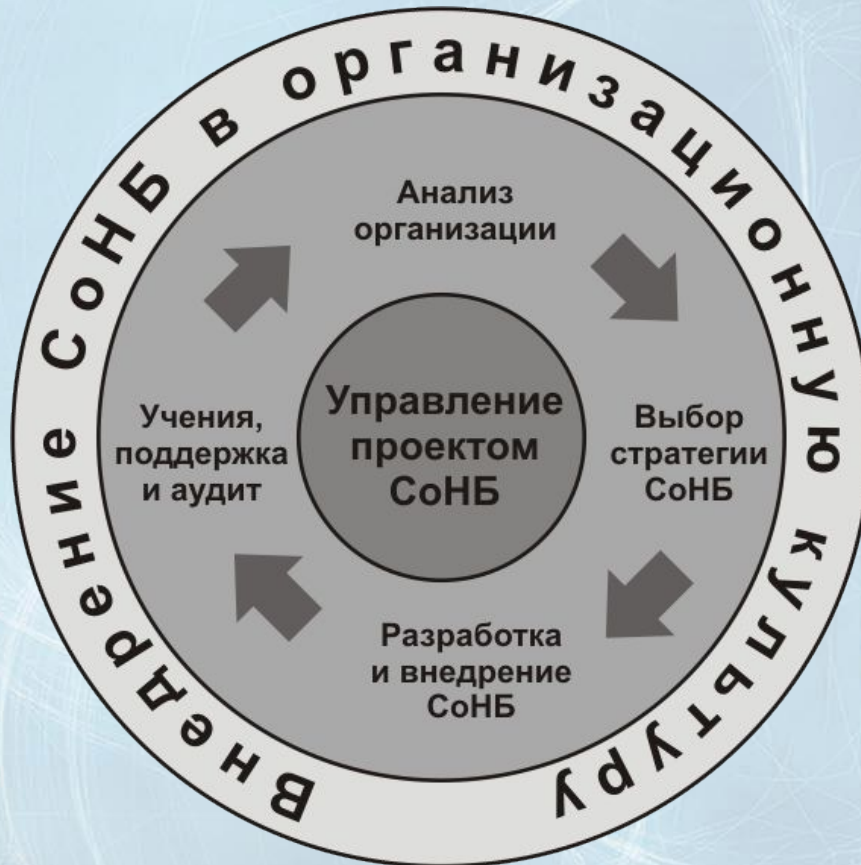 Внедрение СоНБ в организационную культуру
Анализ
организации
Выбор
стратегии
СоНБ
Разработка
и внедрение
СоНБ
Учения,
поддержка
и аудит
Управление
проектом
СоНБ